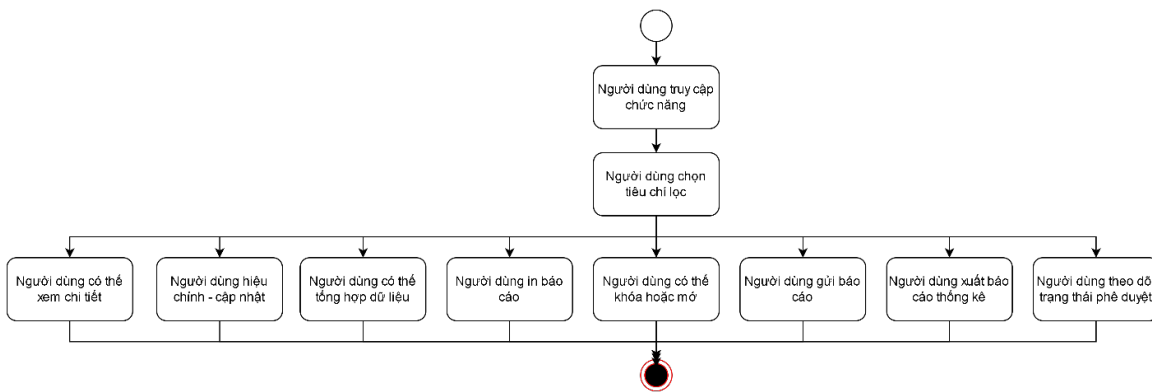 Người dùng truy cập
chức năng
Người dùng chọn
tiêu chí lọc
Người dùng có thể
xem chi tiết
Người dùng hiệu
chỉnh - cập nhật
Người dùng có thể
tổng hợp dữ liệu
Người dùng in báo
cáo
Người dùng có thể
khóa hoặc mở
Người dùng gửi báo
cáo
Người dùng xuất báo
cáo thống kê
Người dùng theo dõi
trạng thái phê duyệt